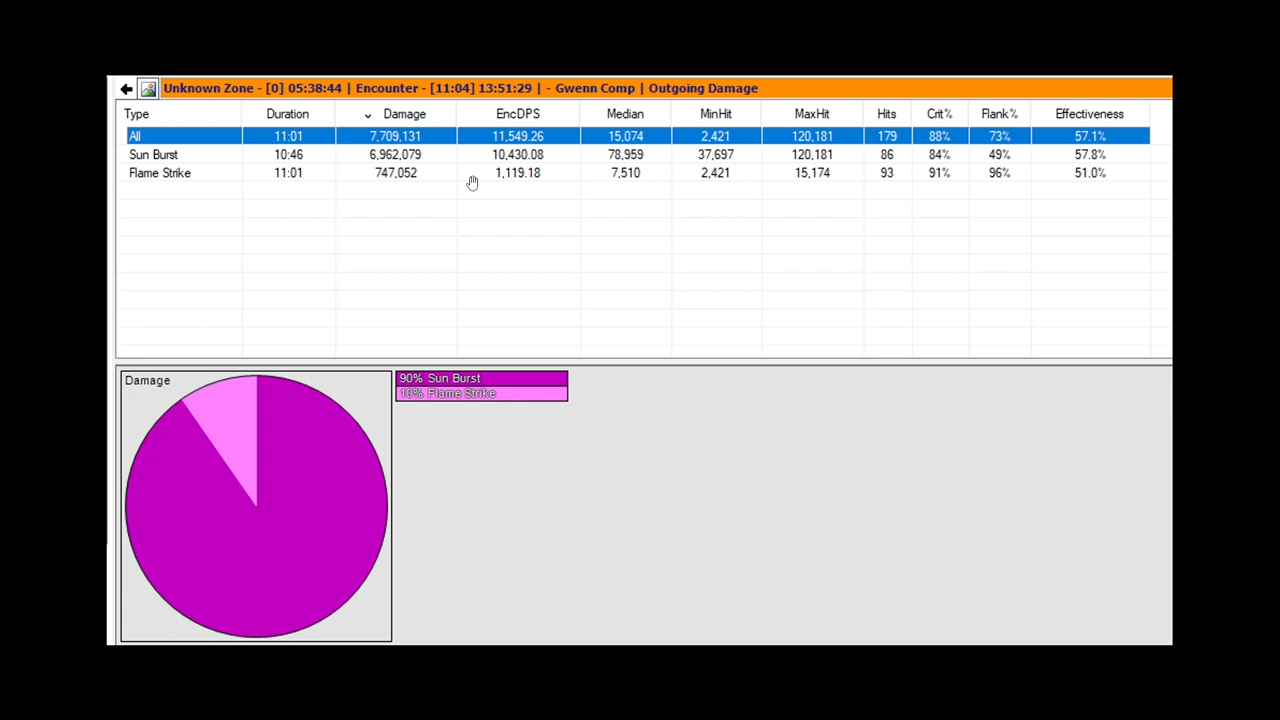 Unknown Zone - [0] 05:38:44 | Encounter - [11:04] 13:51:29 | - Gwenn Comp | Outgoing Damage
Type Duration Damage EncDPS Median MinHit MaxHit Hits Crit% Flank% Effectiveness
All 11:01 7,709,131 11,549.26 15,074 2,421 120,181 179 88% 73% 57.1%
Sun Burst 10:46 6,962,079 10,430.08 78,959 37,697 120,181 86 84% 49% 57.8%
Flame Strike 11:01 747,052 1,119.18 7,510 2,421 15,174 93 91% 96% 51.0%
Damage
90% Sun Burst
10% Flame Strike